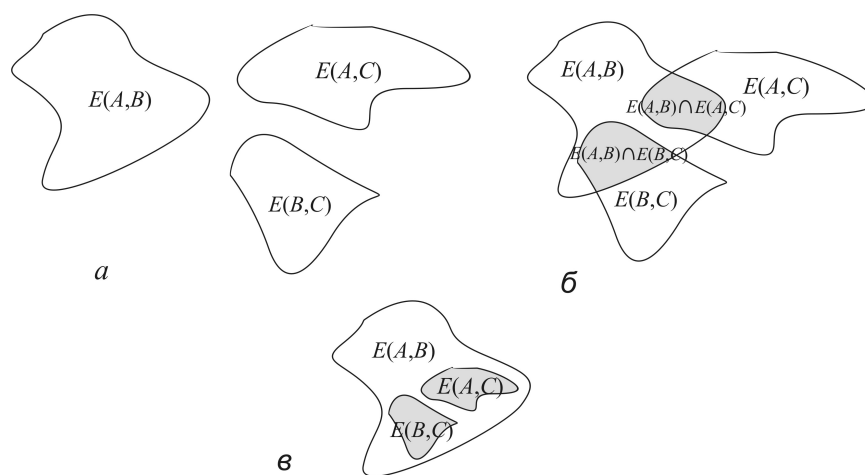 E(A,B)
E(A,C)
E(B,C)
а
E(A,B)
E(A,C)
E(A,B)∩E(A,C)
E(A,B)∩E(B,C)
E(B,C)
б
E(A,B)
E(A,C)
E(B,C)
в